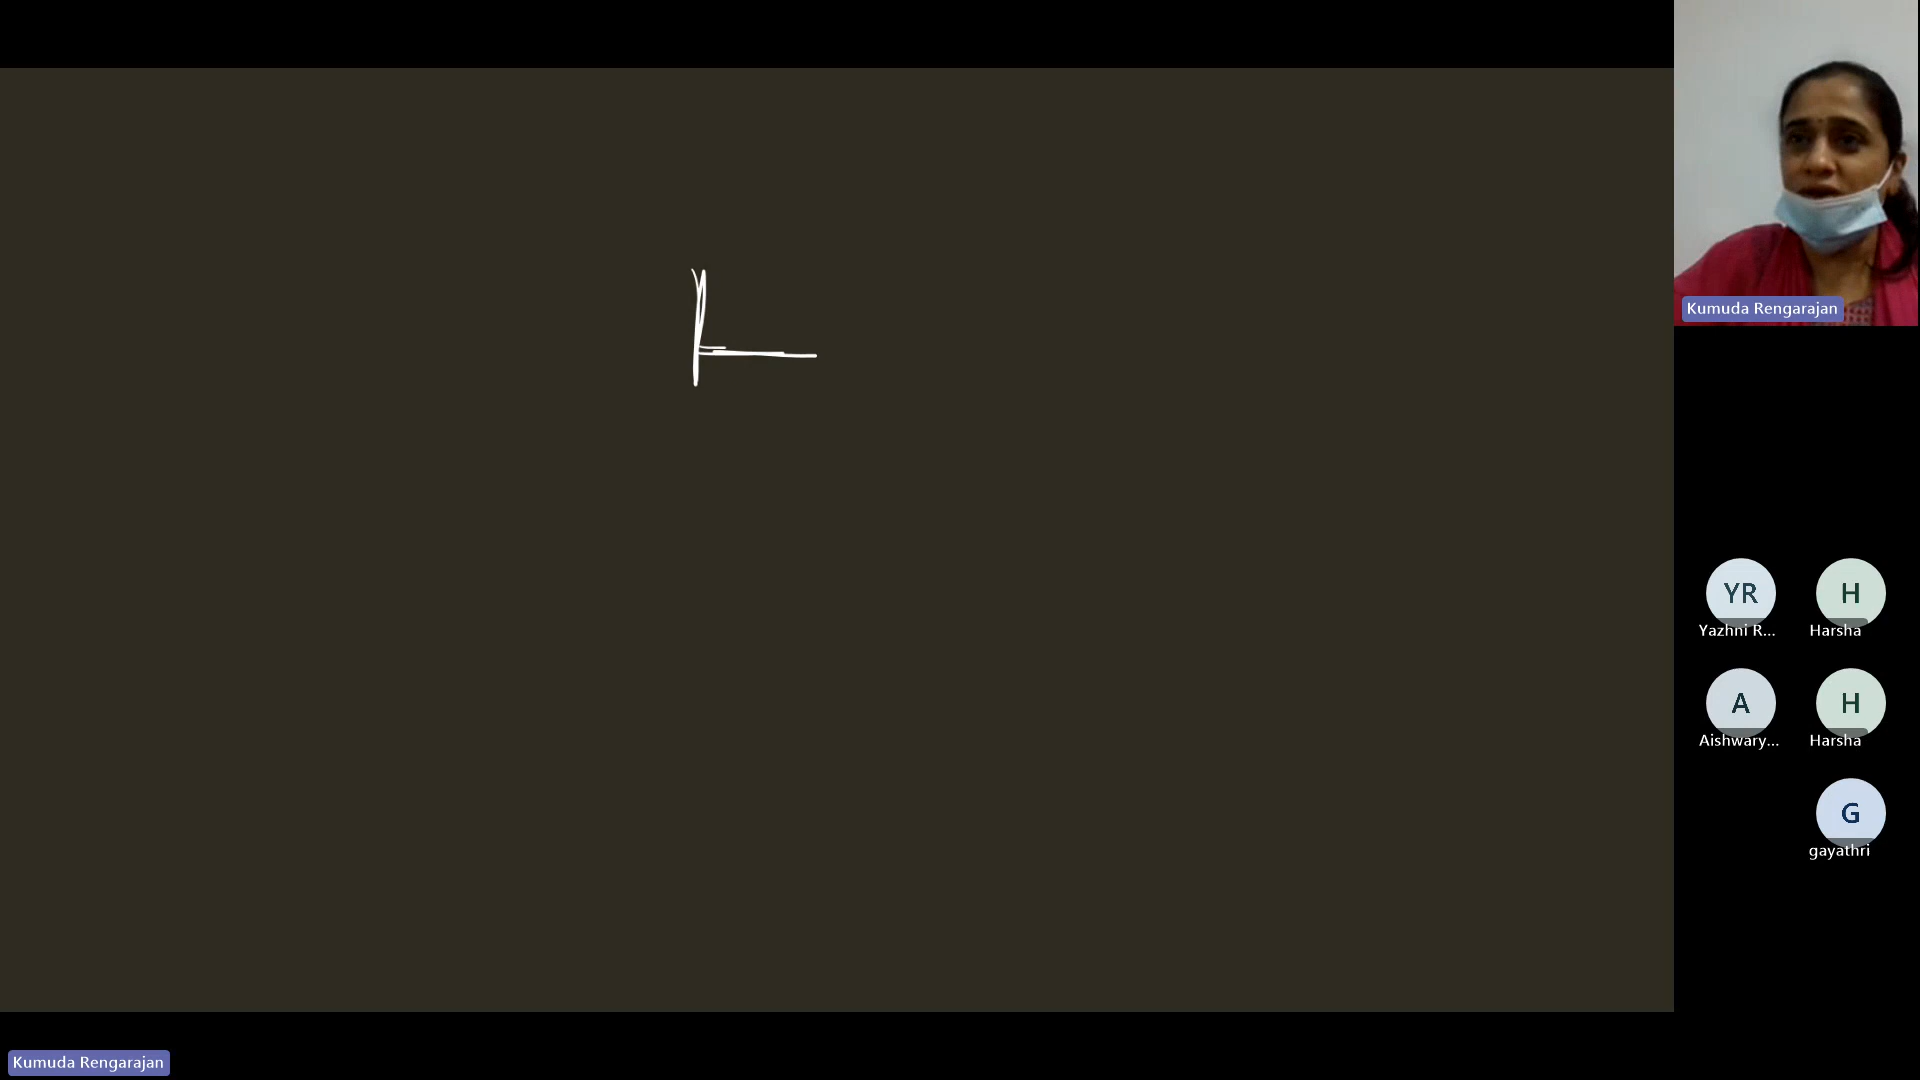 Kumuda Rengarajan
YR
H
Yazhni R...
Harsha
A
H
Aishwary...
Harsha
G
gayathri
Kumuda Rengarajan